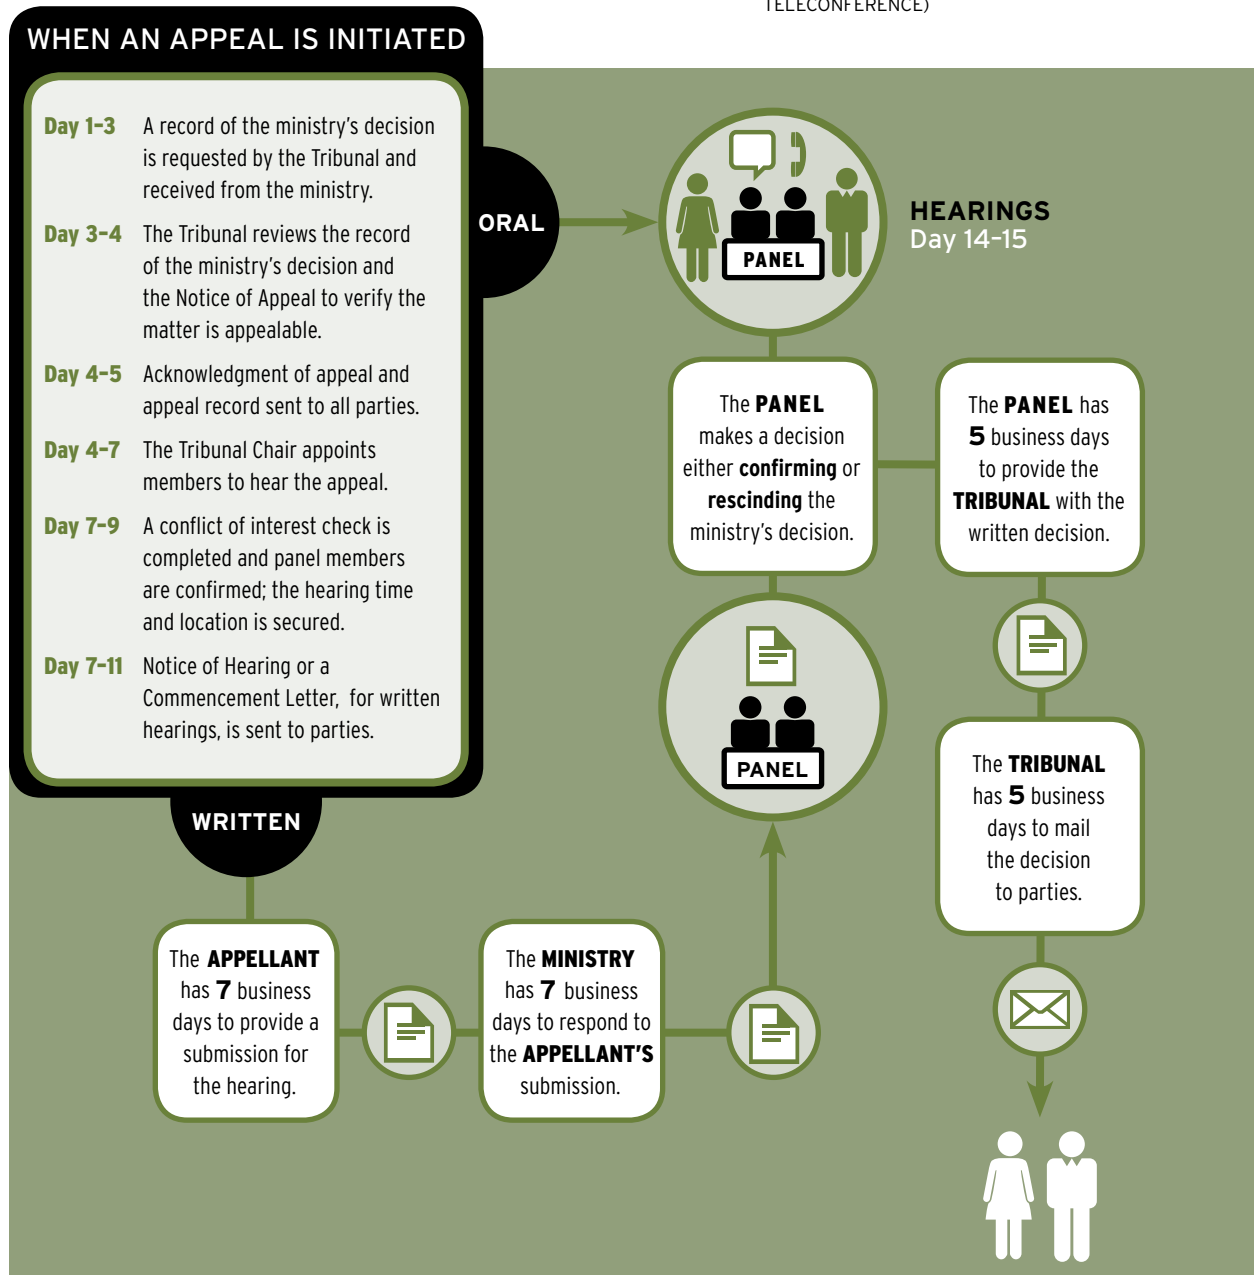 TELECONFERENCE)
WHEN AN APPEAL IS INITIATED
Day 1–3 A record of the ministry's decision
is requested by the Tribunal and
received from the ministry.
Day 3–4 The Tribunal reviews the record
of the ministry's decision and
the Notice of Appeal to verify the
matter is appealable.
Day 4–5 Acknowledgment of appeal and
appeal record sent to all parties.
Day 4–7 The Tribunal Chair appoints
members to hear the appeal.
Day 7–9 A conflict of interest check is
completed and panel members
are confirmed; the hearing time
and location is secured.
Day 7–11 Notice of Hearing or a
Commencement Letter, for written
hearings, is sent to parties.
ORAL
PANEL
HEARINGS
Day 14–15
The PANEL
makes a decision
either confirming or
rescinding the
ministry's decision.
The PANEL has
5 business days
to provide the
TRIBUNAL with the
written decision.
PANEL
The TRIBUNAL
has 5 business
days to mail
the decision
to parties.
WRITTEN
The APPELLANT
has 7 business
days to provide a
submission for
the hearing.
The MINISTRY
has 7 business
days to respond to
the APPELLANT'S
submission.